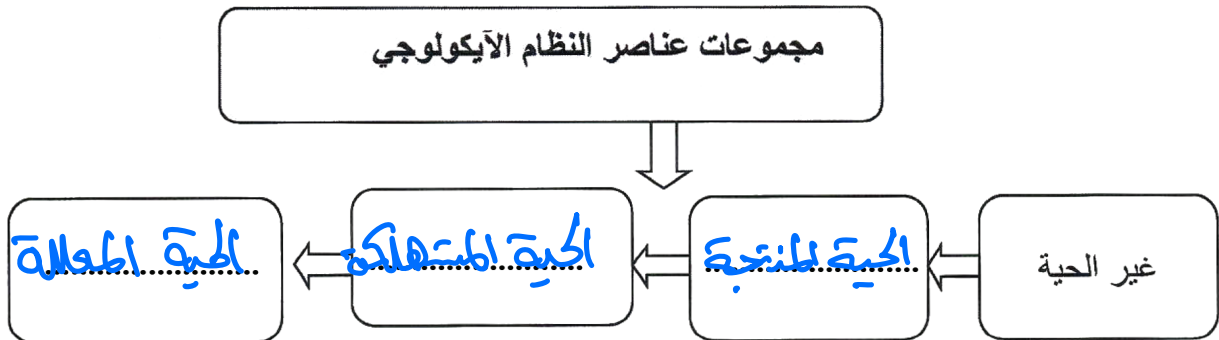 مجموعات عناصر النظام الآيكولوجي
غير الحية
الحية المنتجة
الحية المستهلكة
الحية المحللة